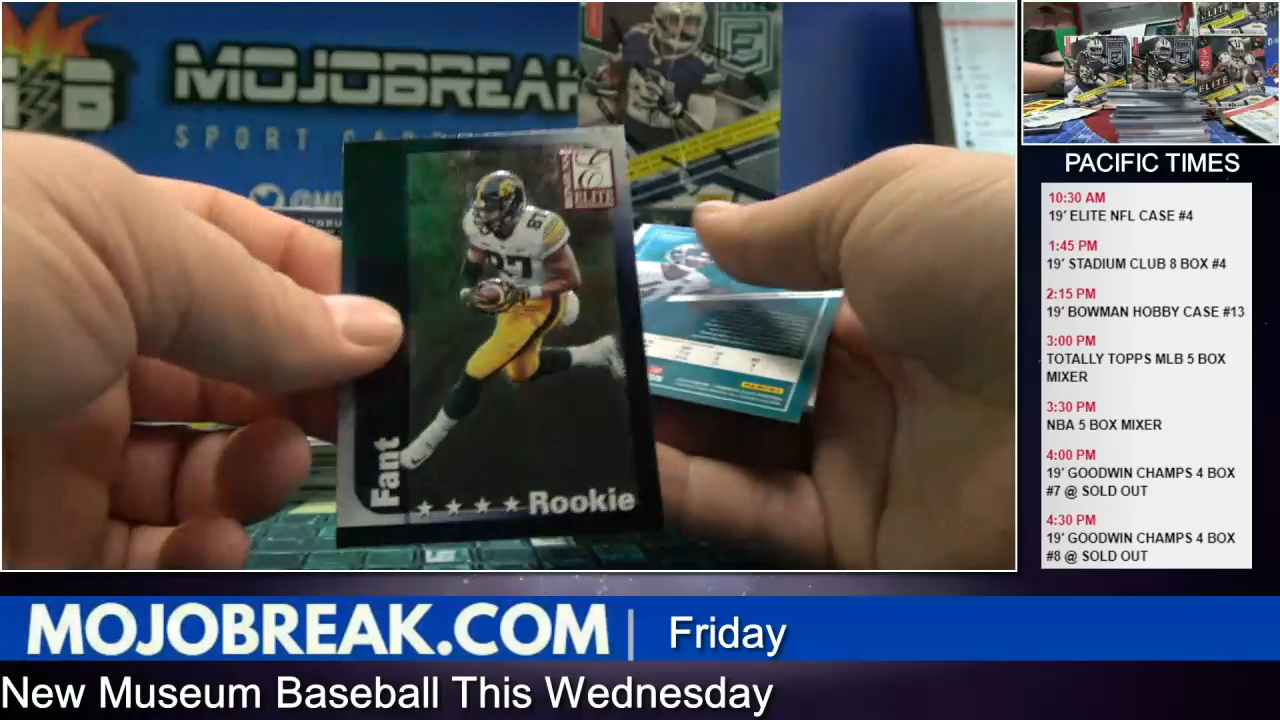 MOJOBREAK
SPORT
ELITE
87
87
Fant
Rookie
PANINI
PACIFIC TIMES
10:30 AM
19' ELITE NFL CASE #4
1:45 PM
19' STADIUM CLUB 8 BOX #4
2:15 PM
19' BOWMAN HOBBY CASE #13
3:00 PM
TOTALLY TOPPS MLB 5 BOX
MIXER
3:30 PM
NBA 5 BOX MIXER
4:00 PM
19' GOODWIN CHAMPS 4 BOX
#7 @ SOLD OUT
4:30 PM
19' GOODWIN CHAMPS 4 BOX
#8 @ SOLD OUT
MOJOBREAK.COM | Friday
New Museum Baseball This Wednesday